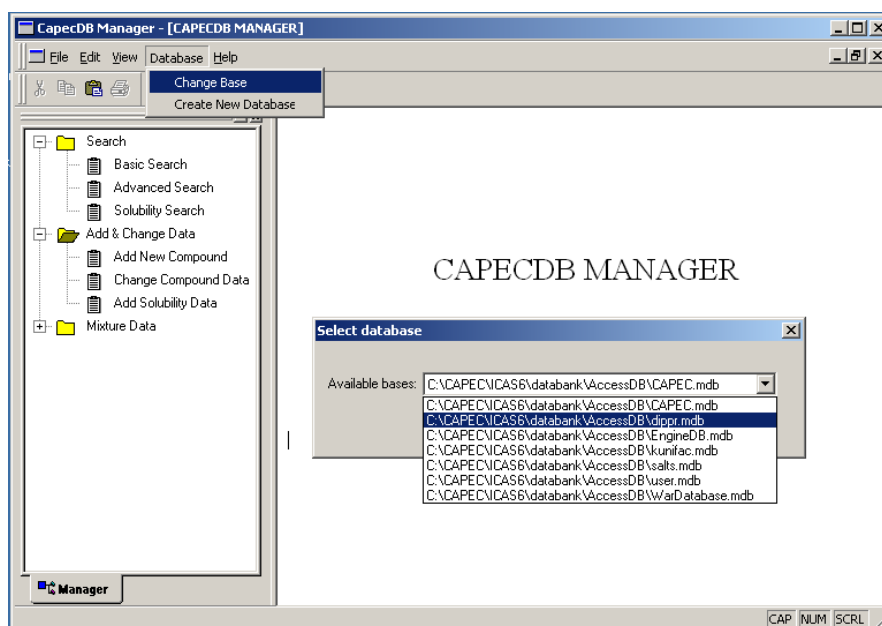 CapecDB Manager - [CAPECDB MANAGER]
File Edit View Database Help
Change Base
Create New Database
Search
Basic Search
Advanced Search
Solubility Search
Add & Change Data
Add New Compound
Change Compound Data
Add Solubility Data
Mixture Data
CAPECDB MANAGER
Select database
Available bases: C:\CAPEC\ICAS6\databank\AccessDB\CAPEC.mdb
C:\CAPEC\ICAS6\databank\AccessDB\CAPEC.mdb
C:\CAPEC\ICAS6\databank\AccessDB\dippr.mdb
C:\CAPEC\ICAS6\databank\AccessDB\EngineDB.mdb
C:\CAPEC\ICAS6\databank\AccessDB\kunifac.mdb
C:\CAPEC\ICAS6\databank\AccessDB\salts.mdb
C:\CAPEC\ICAS6\databank\AccessDB\user.mdb
C:\CAPEC\ICAS6\databank\AccessDB\WarDatabase.mdb
Manager
CAP NUM SCRL